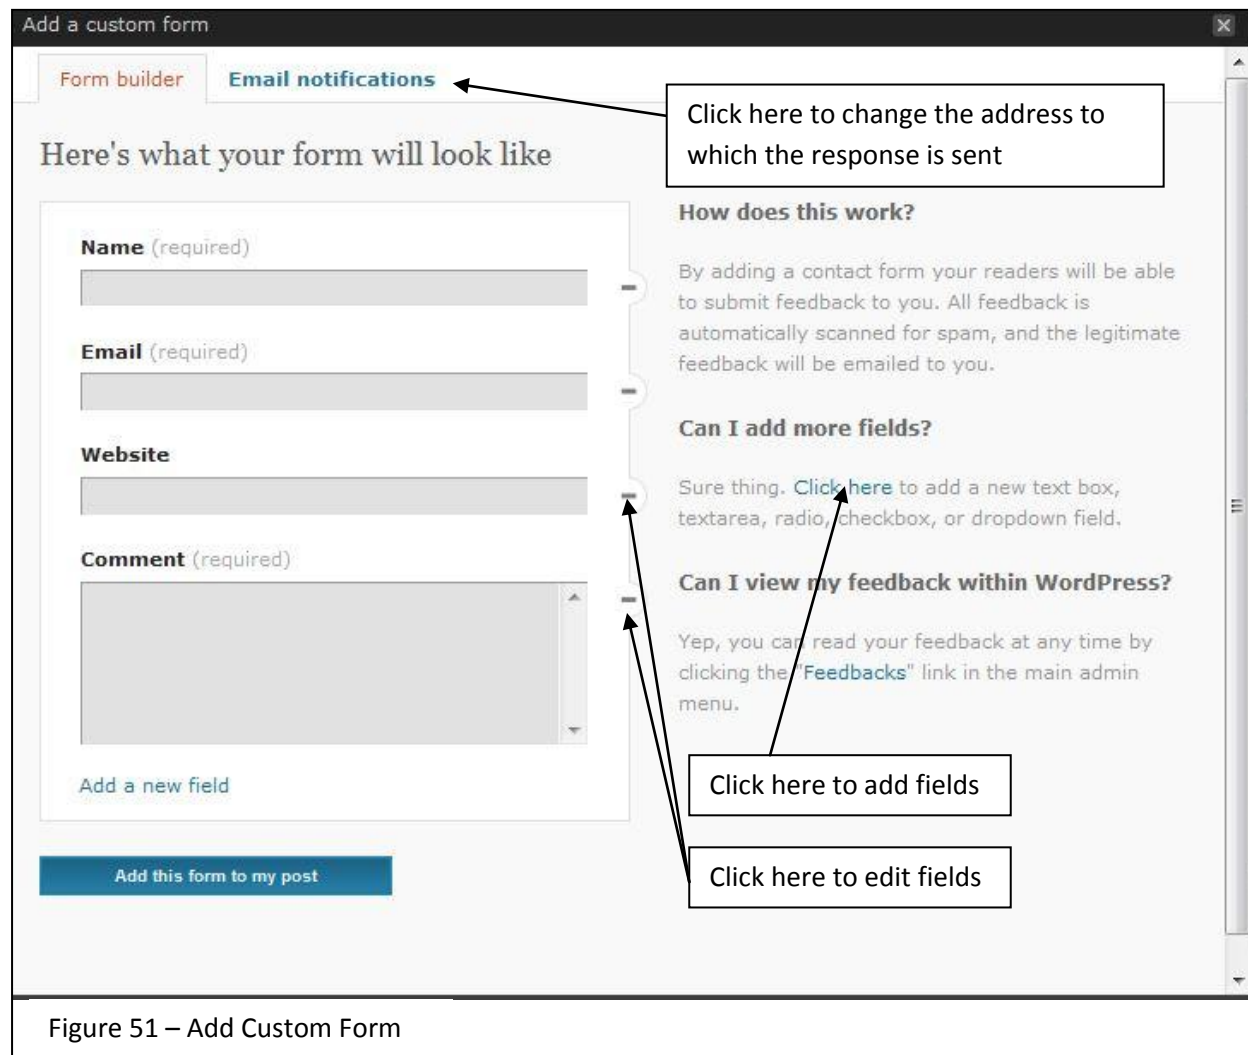 Add a custom form
Form builder
Email notifications
Click here to change the address to
which the response is sent
Here's what your form will look like
Name (required)
Email (required)
Website
Comment (required)
Add a new field
Add this form to my post
How does this work?
By adding a contact form your readers will be able
to submit feedback to you. All feedback is
automatically scanned for spam, and the legitimate
feedback will be emailed to you.
Can I add more fields?
Sure thing. Click here to add a new text box,
textarea, radio, checkbox, or dropdown field.
Can I view my feedback within WordPress?
Yep, you can read your feedback at any time by
clicking the "Feedbacks" link in the main admin
menu.
Click here to add fields
Click here to edit fields
Figure 51 – Add Custom Form